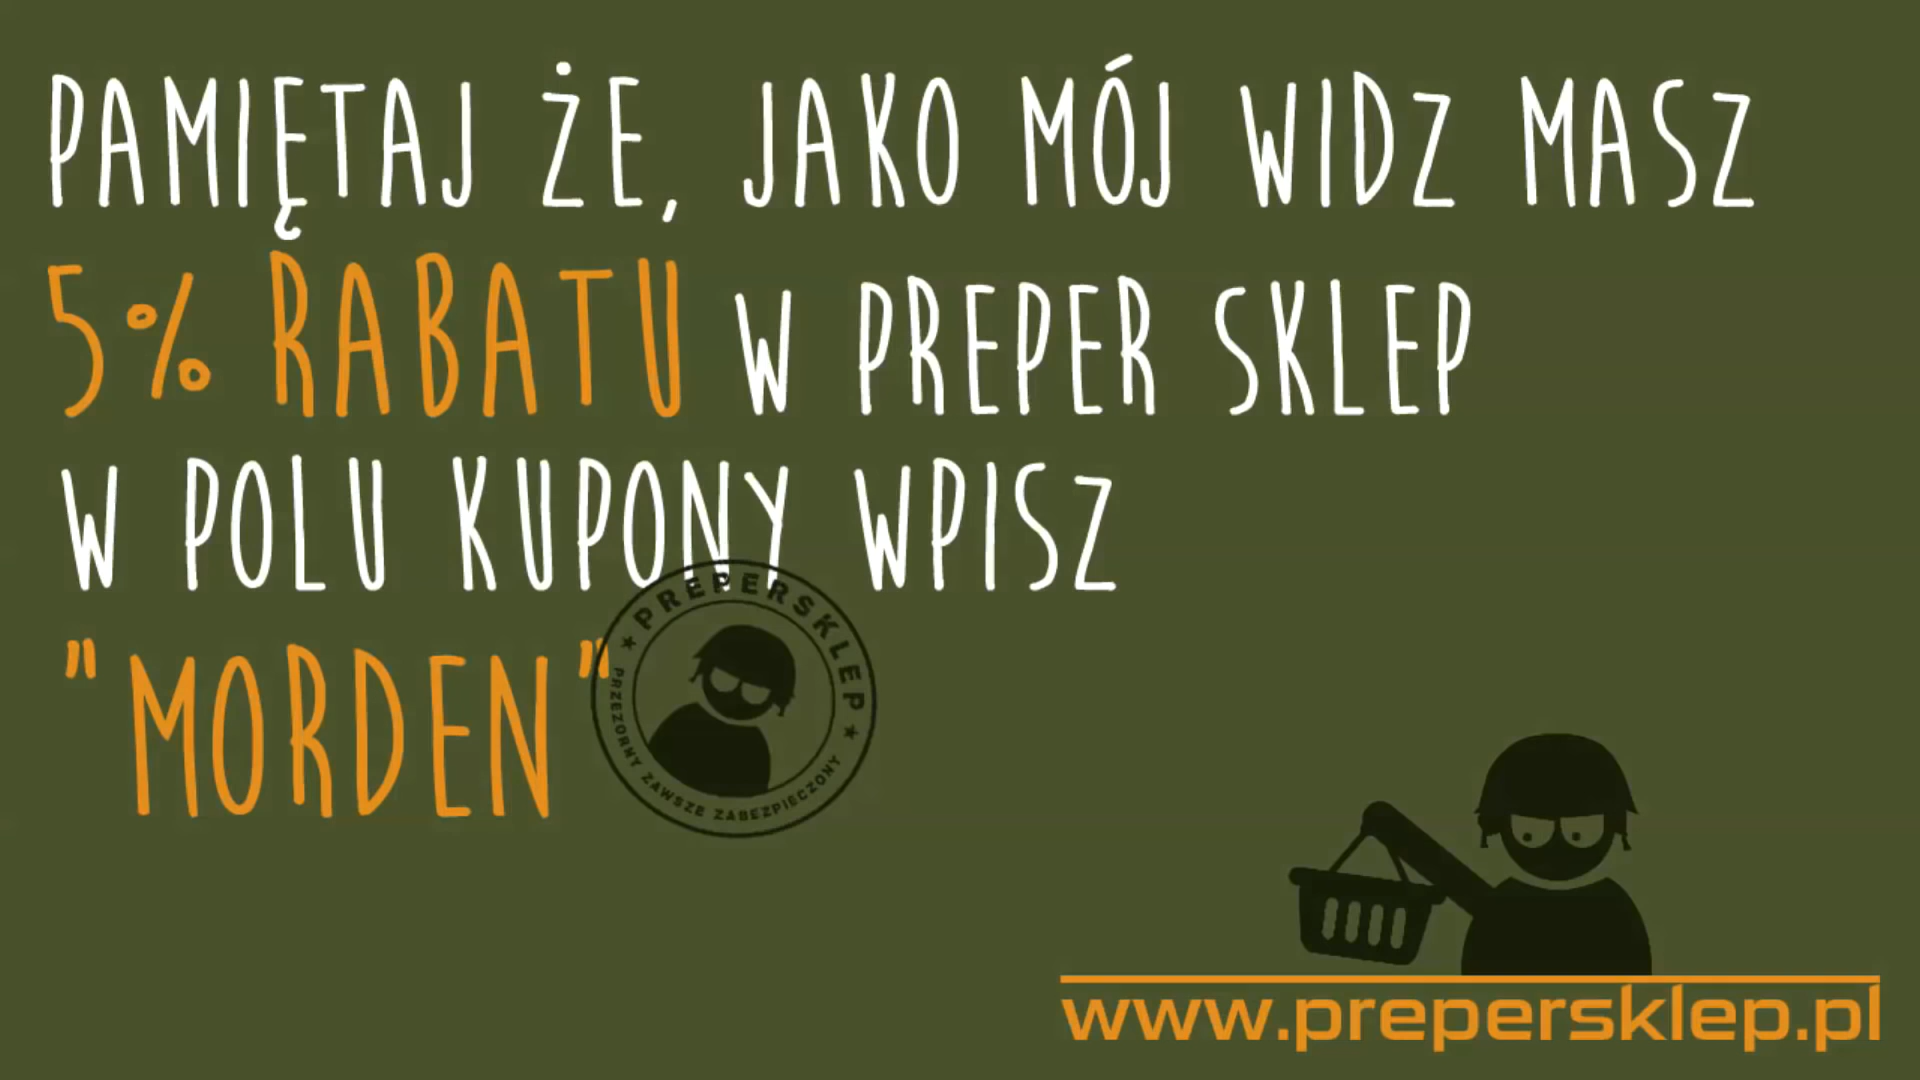 PAMIĘTAJ ŻE, JAKO MÓJ WIDZ MASZ
5% RABATU W PREPER SKLEP
W POLU KUPONY WPISZ
"MORDEN"
★ PREPERSKLEP ★
PRZEZORNY ZAWSZE ZABEZPIECZONY
www.prepersklep.pl